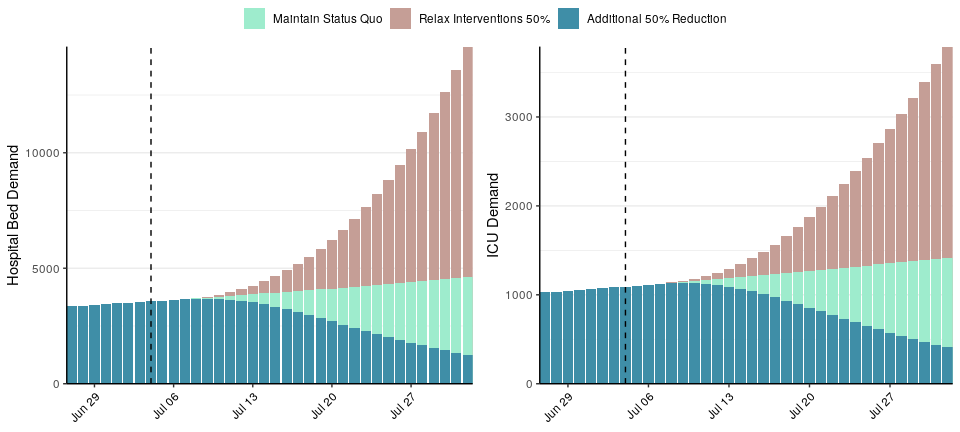 Maintain Status Quo Relax Interventions 50% Additional 50% Reduction
Hospital Bed Demand
10000
5000
0
Jun 29 Jul 06 Jul 13 Jul 20 Jul 27
ICU Demand
3000
2000
1000
0
Jun 29 Jul 06 Jul 13 Jul 20 Jul 27